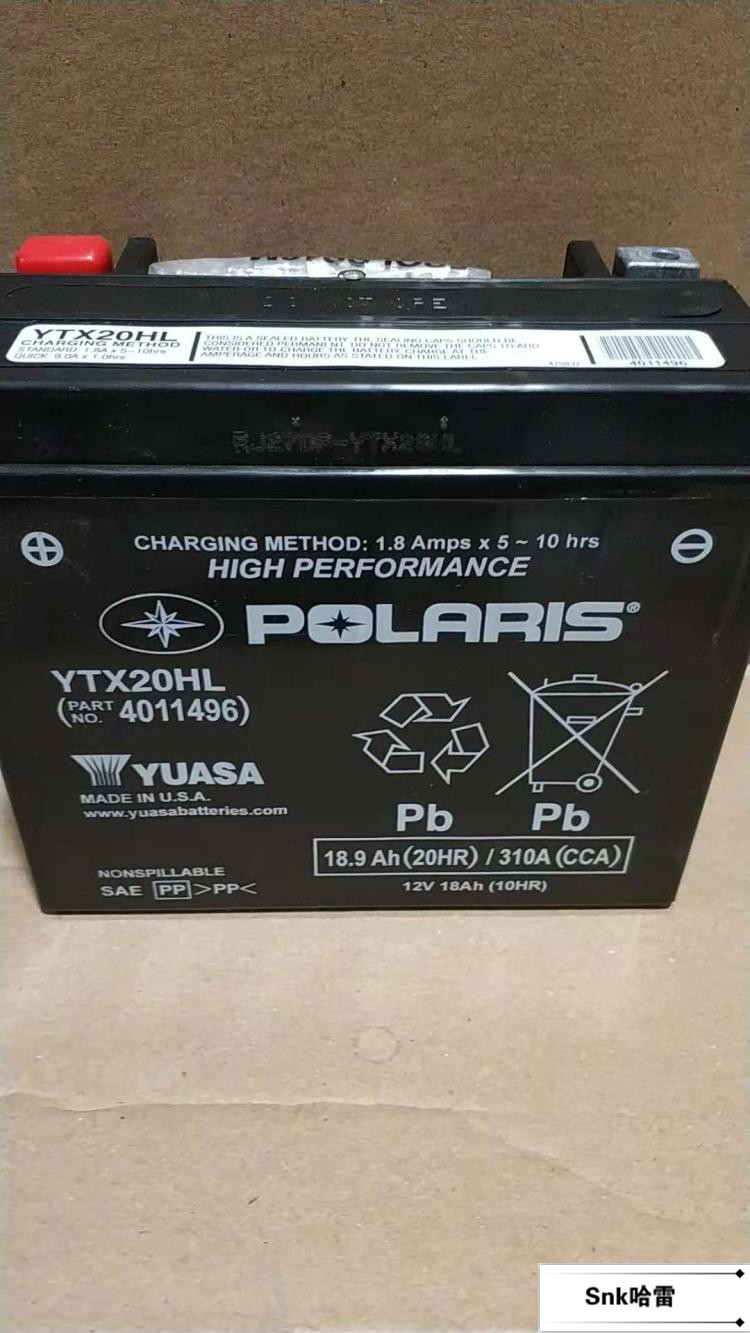 YTX20HL
CHARGING METHOD
STANDARD: 1.8A x 5~10hrs
QUICK: 9.0A x 1.0hrs
THIS IS A SEALED BATTERY THE SEALING CAPS SHOULD BE
CONSIDERED PERMANENT DO NOT REMOVE THE CAPS TO ADD
WATER OR TO CHARGE THE BATTERY. CHARGE AT THE
AMPERAGE AND HOURS AS STATED ON THIS LABEL
4011496
CHARGING METHOD: 1.8 Amps x 5 ~ 10 hrs
HIGH PERFORMANCE
POLARIS®
YTX20HL
(PART NO. 4011496)
YUASA
MADE IN U.S.A.
www.yuasabatteries.com
Pb Pb
18.9 Ah (20HR) / 310A (CCA)
12V 18Ah (10HR)
NONSPILLABLE
SAE PP >PP<
Snk哈雷